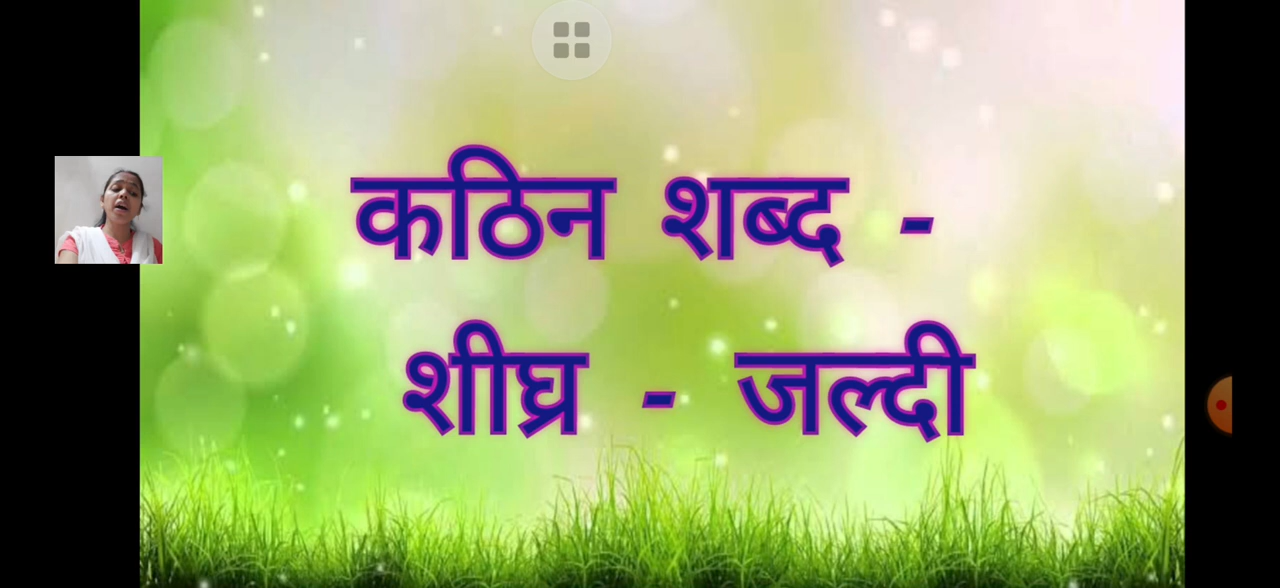 कठिन शब्द -
शीघ्र - जल्दी